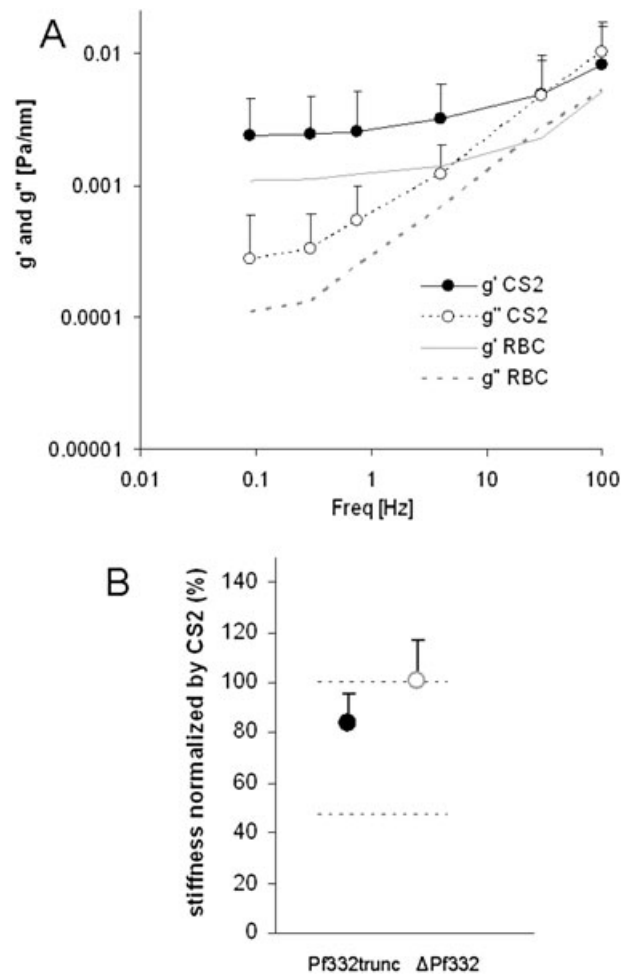 A
g' and g'' [Pa/nm]
0.01
0.001
0.0001
0.00001
g' CS2
g'' CS2
g' RBC
g'' RBC
0.01 0.1 1 10 100
Freq [Hz]
B
stiffness normalized by CS2 (%)
140
120
100
80
60
40
20
0
Pf332trunc ΔPf332